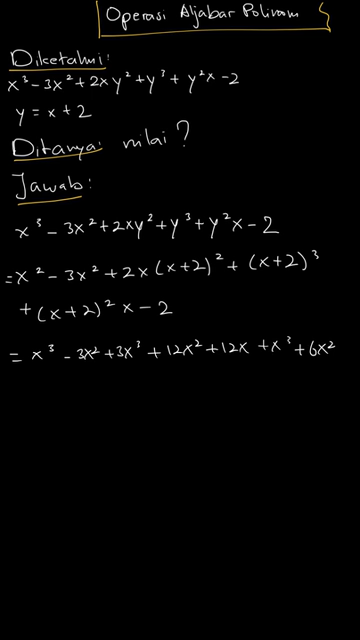 Operasi Aljabar Polinom
Diketahui:
x³ - 3x² + 2xy² + y³ + y²x - 2
y = x + 2
Ditanya: nilai?
Jawab:
x³ - 3x² + 2xy² + y³ + y²x - 2
= x² - 3x² + 2x(x+2)² + (x+2)³
+ (x+2)² x - 2
= x³ - 3x² + 3x³ + 12x² + 12x + x³ + 6x²